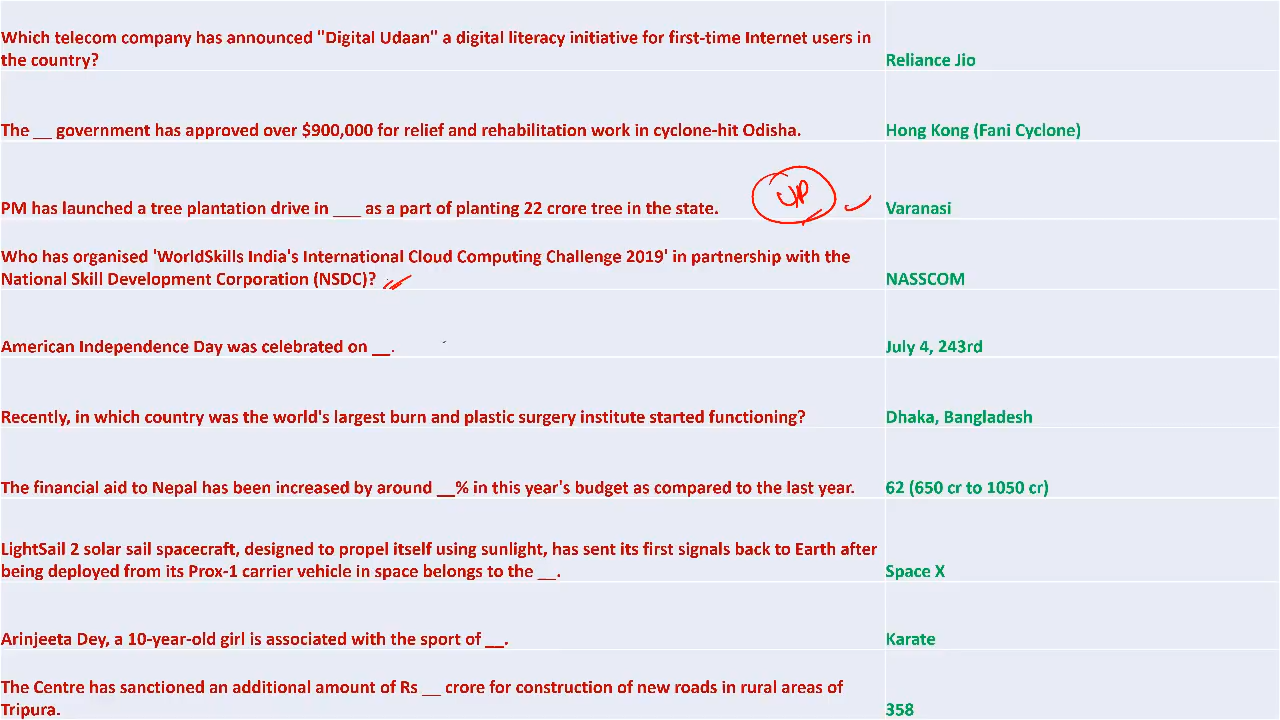 Which telecom company has announced "Digital Udaan" a digital literacy initiative for first-time Internet users in
the country?
Reliance Jio
The __ government has approved over $900,000 for relief and rehabilitation work in cyclone-hit Odisha.
Hong Kong (Fani Cyclone)
UP
PM has launched a tree plantation drive in ___ as a part of planting 22 crore tree in the state.
Varanasi
Who has organised 'WorldSkills India's International Cloud Computing Challenge 2019' in partnership with the
National Skill Development Corporation (NSDC)?
NASSCOM
American Independence Day was celebrated on __.
July 4, 243rd
Recently, in which country was the world's largest burn and plastic surgery institute started functioning?
Dhaka, Bangladesh
The financial aid to Nepal has been increased by around __% in this year's budget as compared to the last year.
62 (650 cr to 1050 cr)
LightSail 2 solar sail spacecraft, designed to propel itself using sunlight, has sent its first signals back to Earth after
being deployed from its Prox-1 carrier vehicle in space belongs to the __.
Space X
Arinjeeta Dey, a 10-year-old girl is associated with the sport of __.
Karate
The Centre has sanctioned an additional amount of Rs __ crore for construction of new roads in rural areas of
Tripura.
358